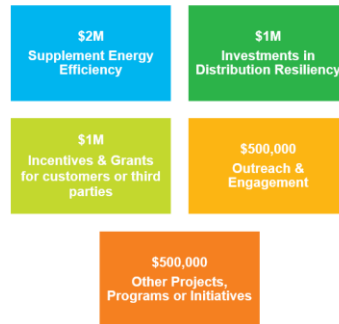 $2M
Supplement Energy
Efficiency
$1M
Investments in
Distribution Resiliency
$1M
Incentives & Grants
for customers or third
parties
$500,000
Outreach &
Engagement
$500,000
Other Projects,
Programs or Initiatives